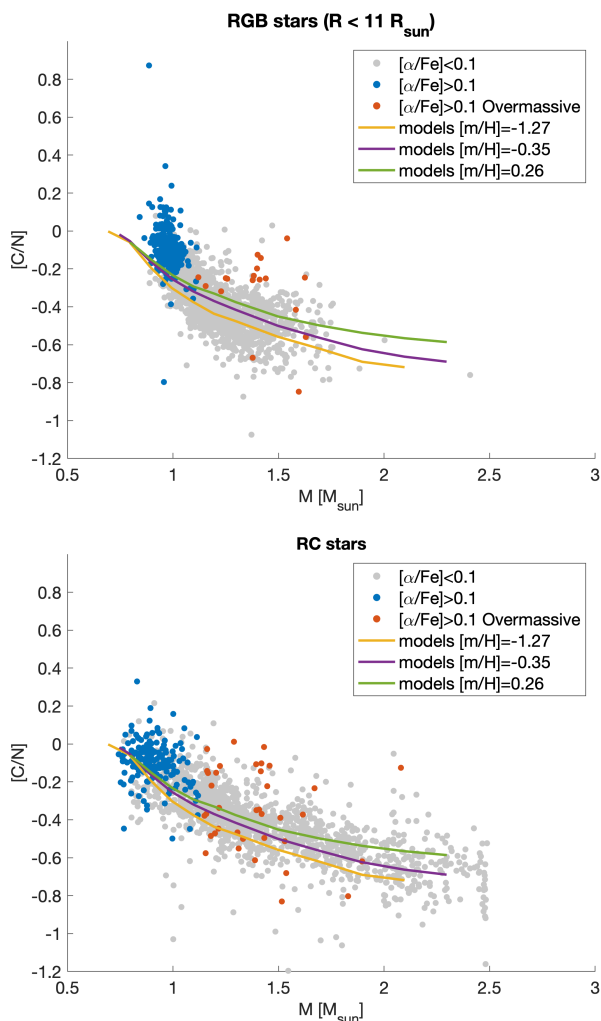 RGB stars (R < 11 R_sun)
[α/Fe]<0.1
[α/Fe]>0.1
[α/Fe]>0.1 Overmassive
models [m/H]=-1.27
models [m/H]=-0.35
models [m/H]=0.26
0.8
0.6
0.4
0.2
0
-0.2
-0.4
-0.6
-0.8
-1
-1.2
[C/N]
0.5 1 1.5 2 2.5 3
M [M_sun]
RC stars
[α/Fe]<0.1
[α/Fe]>0.1
[α/Fe]>0.1 Overmassive
models [m/H]=-1.27
models [m/H]=-0.35
models [m/H]=0.26
0.8
0.6
0.4
0.2
0
-0.2
-0.4
-0.6
-0.8
-1
-1.2
[C/N]
0.5 1 1.5 2 2.5 3
M [M_sun]